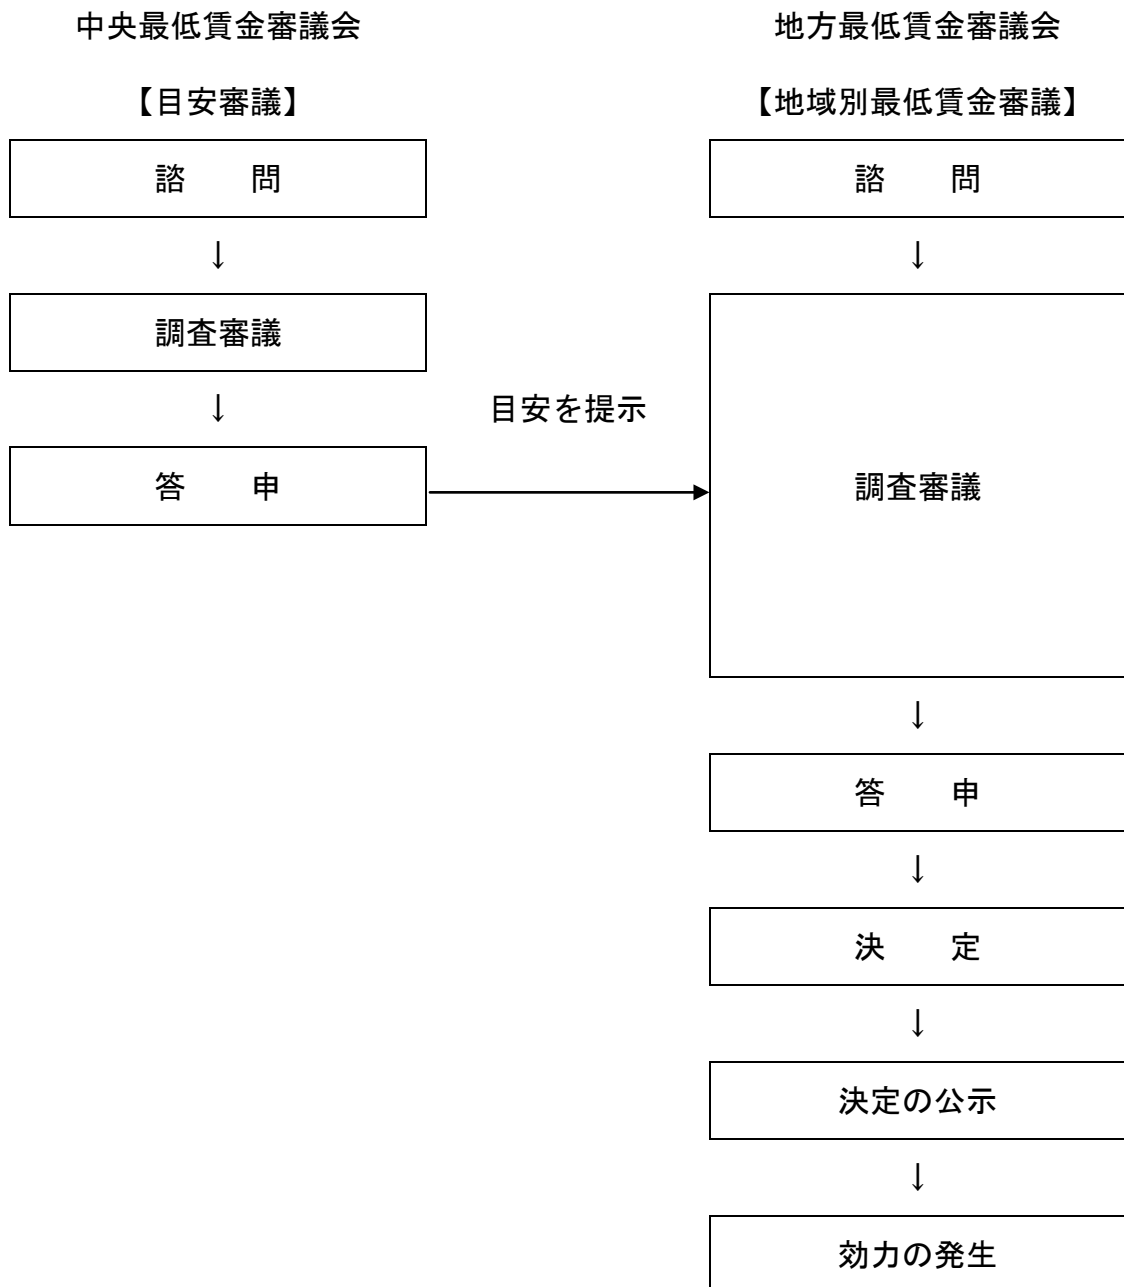 中央最低賃金審議会
【目安審議】
諮 問
↓
調査審議
↓
答 申
目安を提示
地方最低賃金審議会
【地域別最低賃金審議】
諮 問
↓
調査審議
↓
答 申
↓
決 定
↓
決定の公示
↓
効力の発生